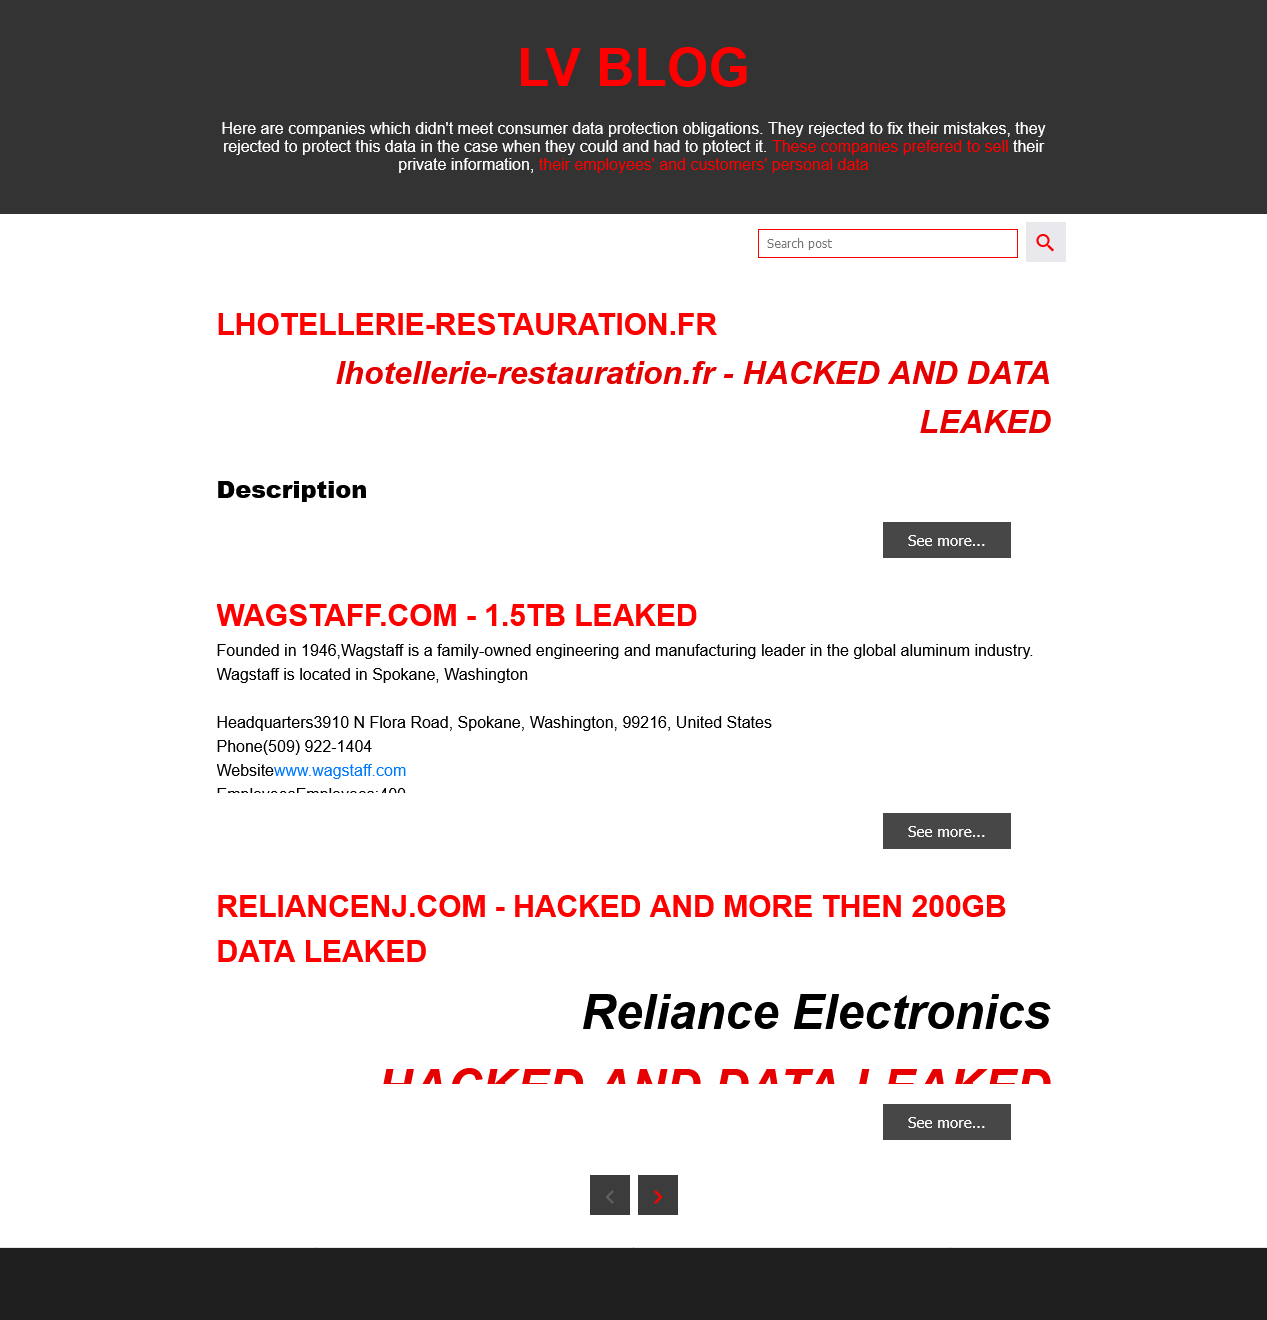 LV BLOG
Here are companies which didn't meet consumer data protection obligations. They rejected to fix their mistakes, they
rejected to protect this data in the case when they could and had to ptotect it. These companies prefered to sell their
private information, their employees' and customers' personal data
Search post
LHOTELLERIE-RESTAURATION.FR
lhotellerie-restauration.fr - HACKED AND DATA
LEAKED
Description
See more...
WAGSTAFF.COM - 1.5TB LEAKED
Founded in 1946,Wagstaff is a family-owned engineering and manufacturing leader in the global aluminum industry.
Wagstaff is located in Spokane, Washington
Headquarters3910 N Flora Road, Spokane, Washington, 99216, United States
Phone(509) 922-1404
Websitewww.wagstaff.com
EmployeesEmployees:400
See more...
RELIANCENJ.COM - HACKED AND MORE THEN 200GB
DATA LEAKED
Reliance Electronics
HACKED AND DATA LEAKED
See more...